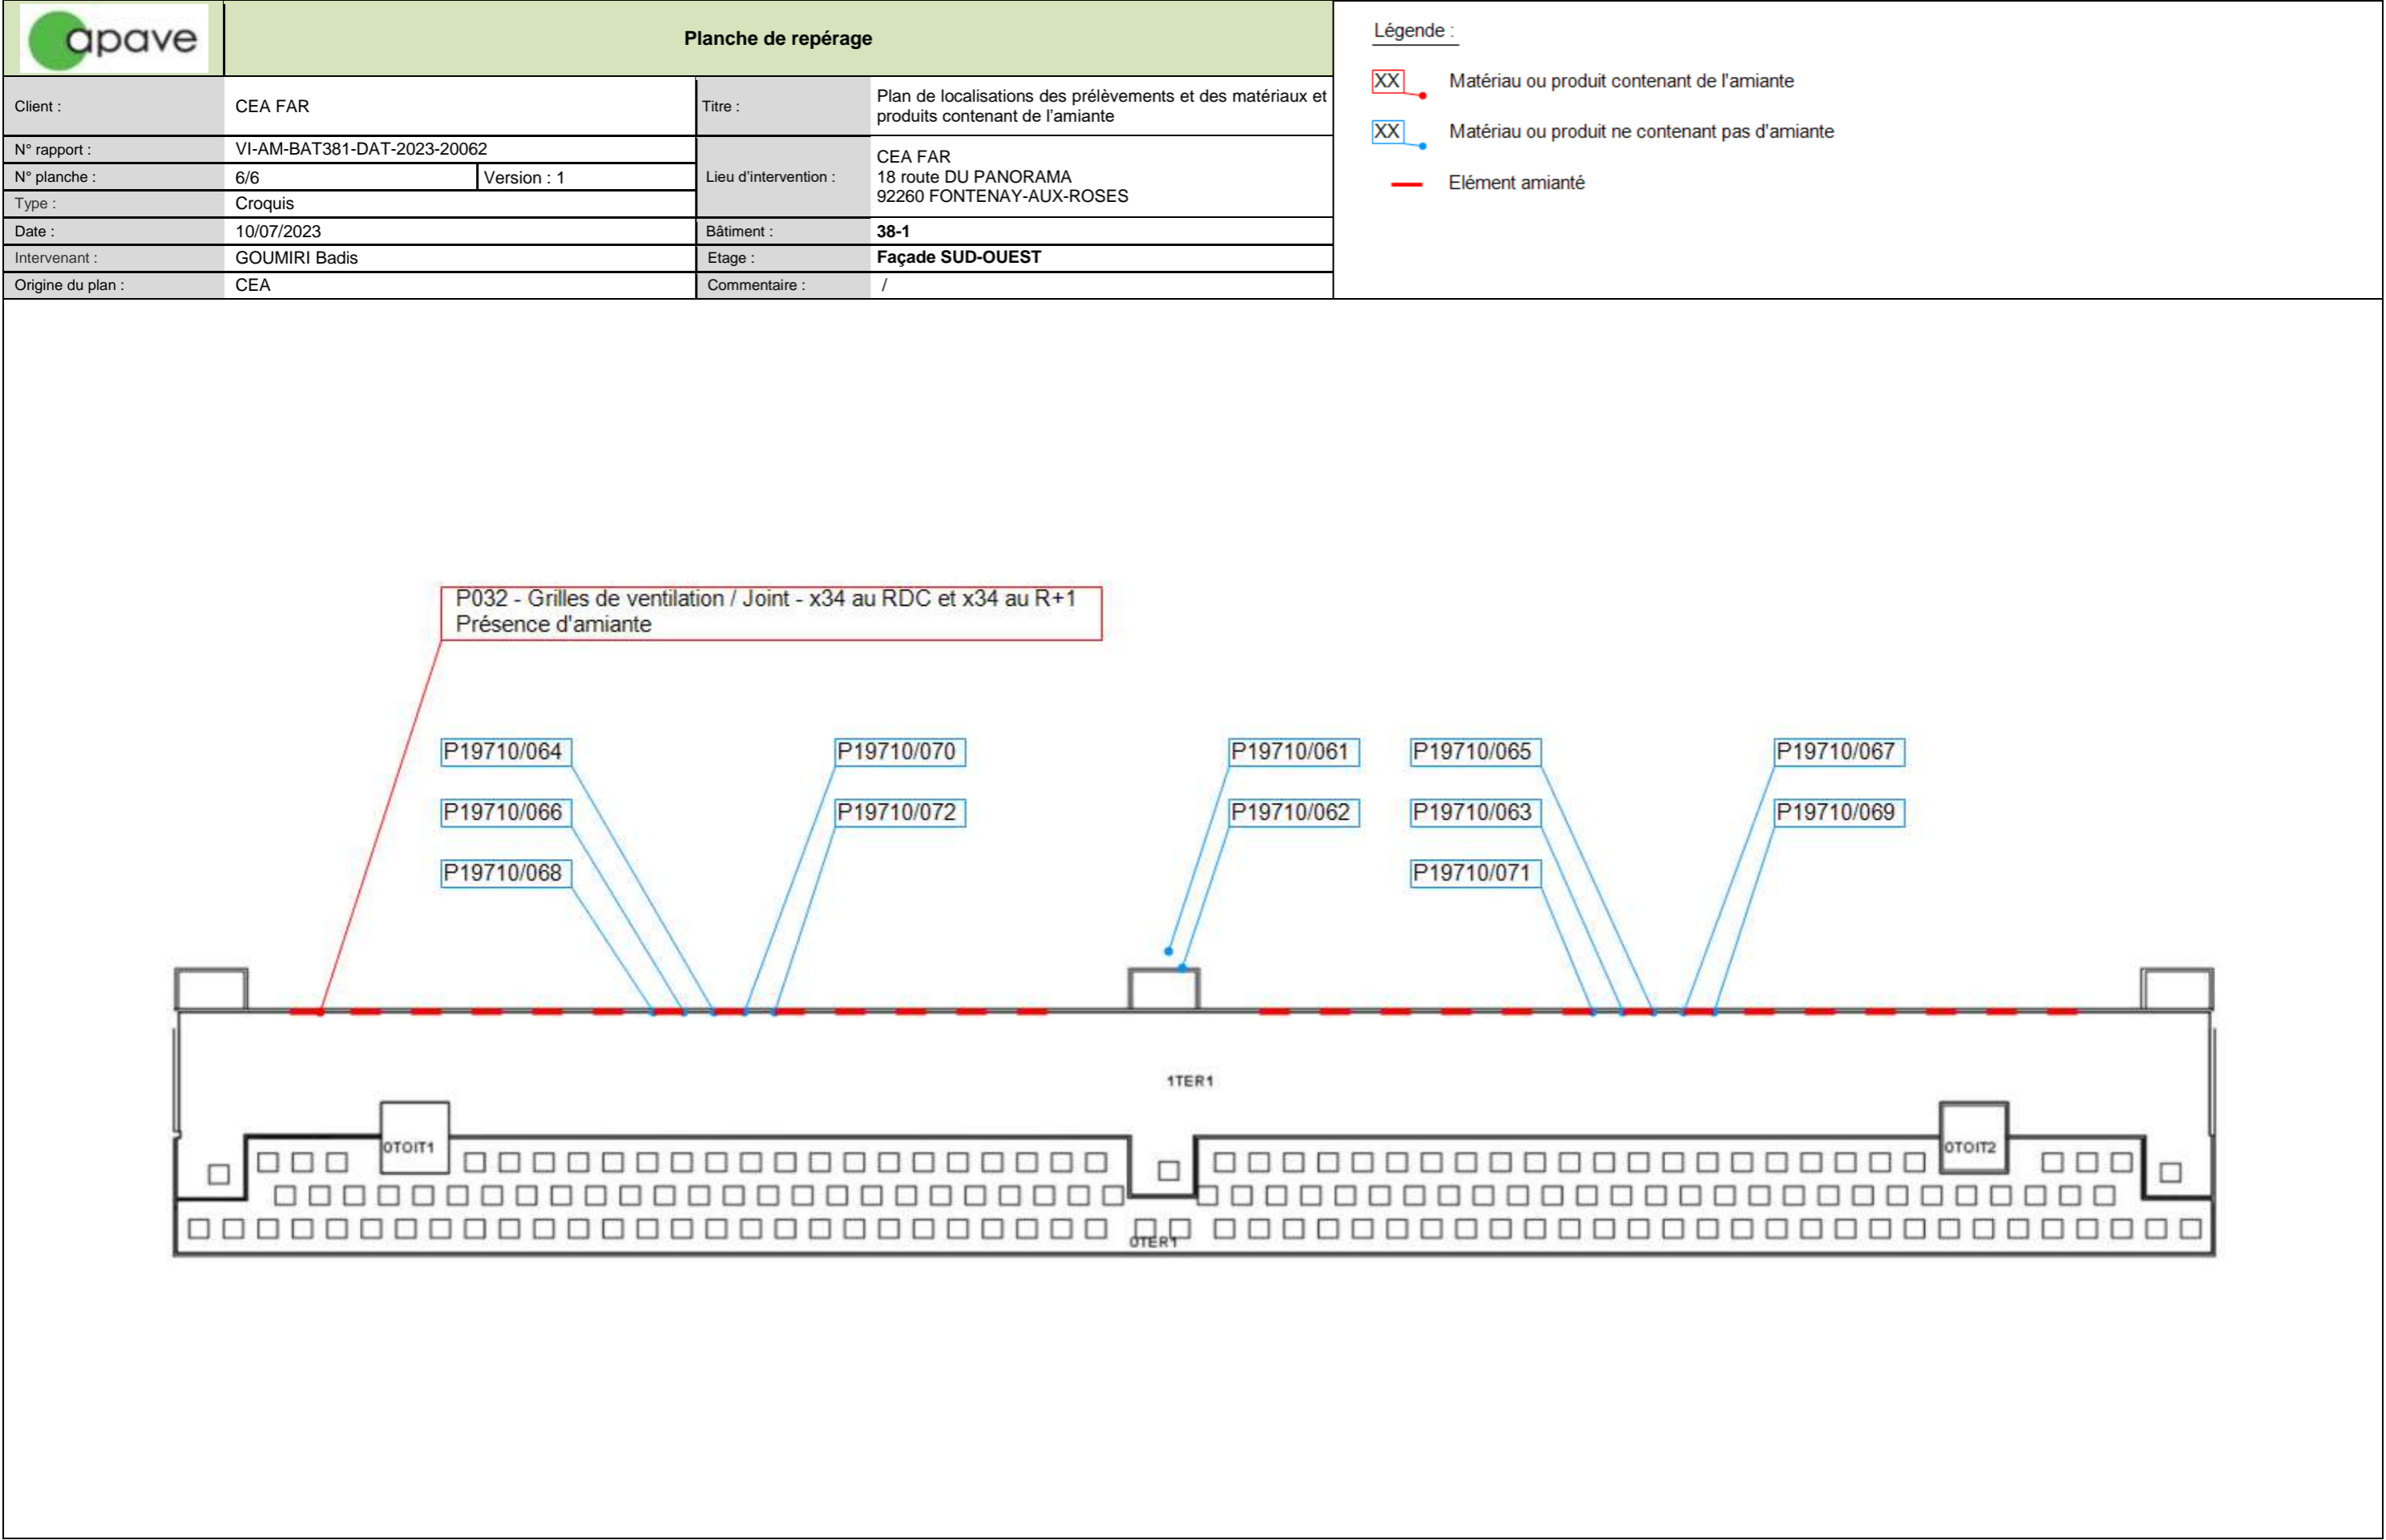 apave
Planche de repérage
Client :
CEA FAR
Titre :
Plan de localisations des prélèvements et des matériaux et
produits contenant de l'amiante
N° rapport :
VI-AM-BAT381-DAT-2023-20062
N° planche :
6/6
Version : 1
Lieu d'intervention :
CEA FAR
18 route DU PANORAMA
92260 FONTENAY-AUX-ROSES
Type :
Croquis
Date :
10/07/2023
Bâtiment :
38-1
Intervenant :
GOUMIRI Badis
Etage :
Façade SUD-OUEST
Origine du plan :
CEA
Commentaire :
/
Légende :
XX
Matériau ou produit contenant de l'amiante
XX
Matériau ou produit ne contenant pas d'amiante
Elément amianté
P032 - Grilles de ventilation / Joint - x34 au RDC et x34 au R+1
Présence d'amiante
P19710/064
P19710/070
P19710/061
P19710/065
P19710/067
P19710/066
P19710/072
P19710/062
P19710/063
P19710/069
P19710/068
P19710/071
1TER1
0TOIT1
0TOIT2
0TER1